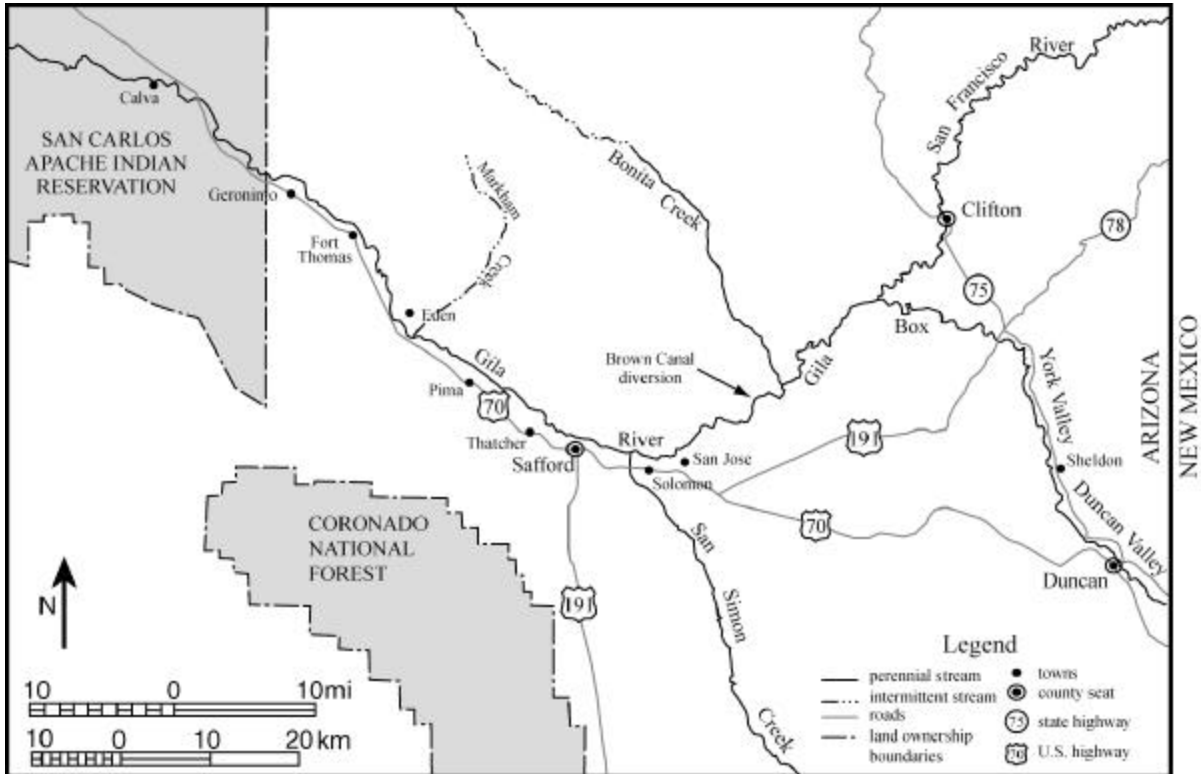 San Francisco River
Calva
SAN CARLOS
APACHE INDIAN
RESERVATION
Bonita Creek
Markham Creek
Geronimo
Clifton
78
Fort
Thomas
75
Eden
Box
Gila
Brown Canal
diversion
Gila
York Valley
ARIZONA
NEW MEXICO
Pima
70
Thatcher
191
River
Safford
San Jose
Sheldon
Solomon
CORONADO
NATIONAL
FOREST
70
Duncan Valley
San Simon Creek
Duncan
N
191
Legend
perennial stream
intermittent stream
roads
land ownership
boundaries
towns
county seat
75 state highway
U.S. highway
10 0 10mi
10 0 10 20 km